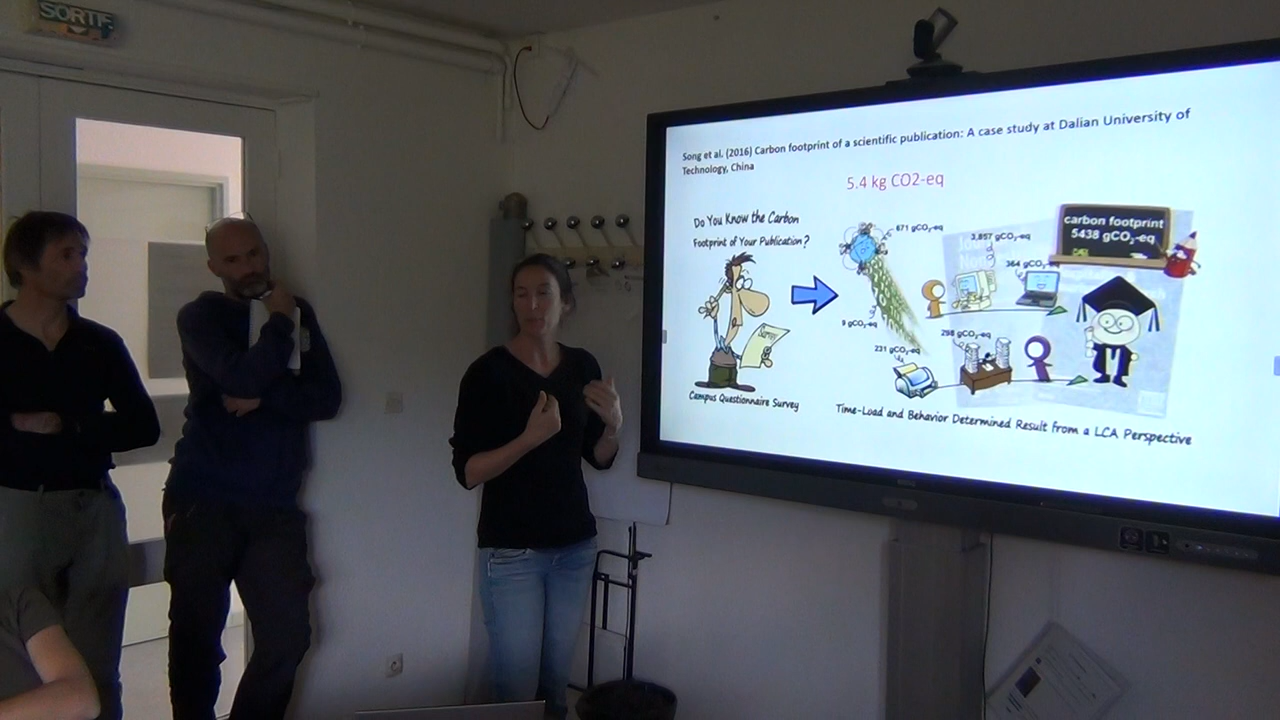 SORTIE
Song et al. (2016) Carbon footprint of a scientific publication: A case study at Dalian University of
Technology, China
5.4 kg CO2-eq
Do You Know the Carbon
Footprint of Your Publication?
Survey
Campus Questionnaire Survey
671 gCO₂-eq
3,857 gCO₂-eq
364 gCO₂-eq
9 gCO₂-eq
231 gCO₂-eq
298 gCO₂-eq
carbon footprint
5438 gCO₂-eq
Time-Load and Behavior Determined Result from a LCA Perspective